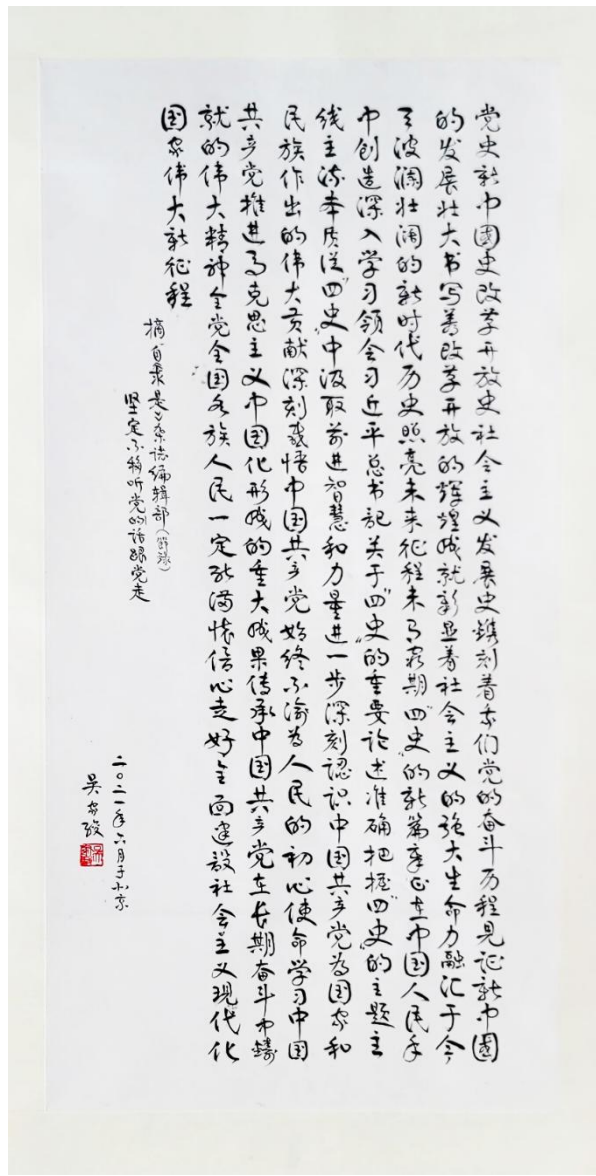 党史新中國史改革开放史社会主义发展史镌刻着我们党的奋斗历程见证新中國
的发展壮大书写着改革开放的辉煌成就彰显着社会主义的强大生命力融汇于今
天波澜壮阔的新时代历史照亮未来征程未有穷期“四史”的新篇章正在中国人民手
中创造深入学习领会习近平总书记关于“四史”的重要论述准确把握“四史”的主题主
线主流本质从“四史”中汲取前进智慧和力量进一步深刻认识中国共产党为国家和
民族作出的伟大贡献深刻感悟中国共产党始终不渝为人民的初心使命学习中国
共产党推进马克思主义中国化形成的重大成果传承中国共产党在长期奋斗中铸
就的伟大精神全党全国各族人民一定能满怀信心走好全面建设社会主义现代化
国家伟大新征程
摘自求是杂誌编辑部（節录）
坚定不移听党的话跟党走
二〇二一年六月于北京
吴家骏